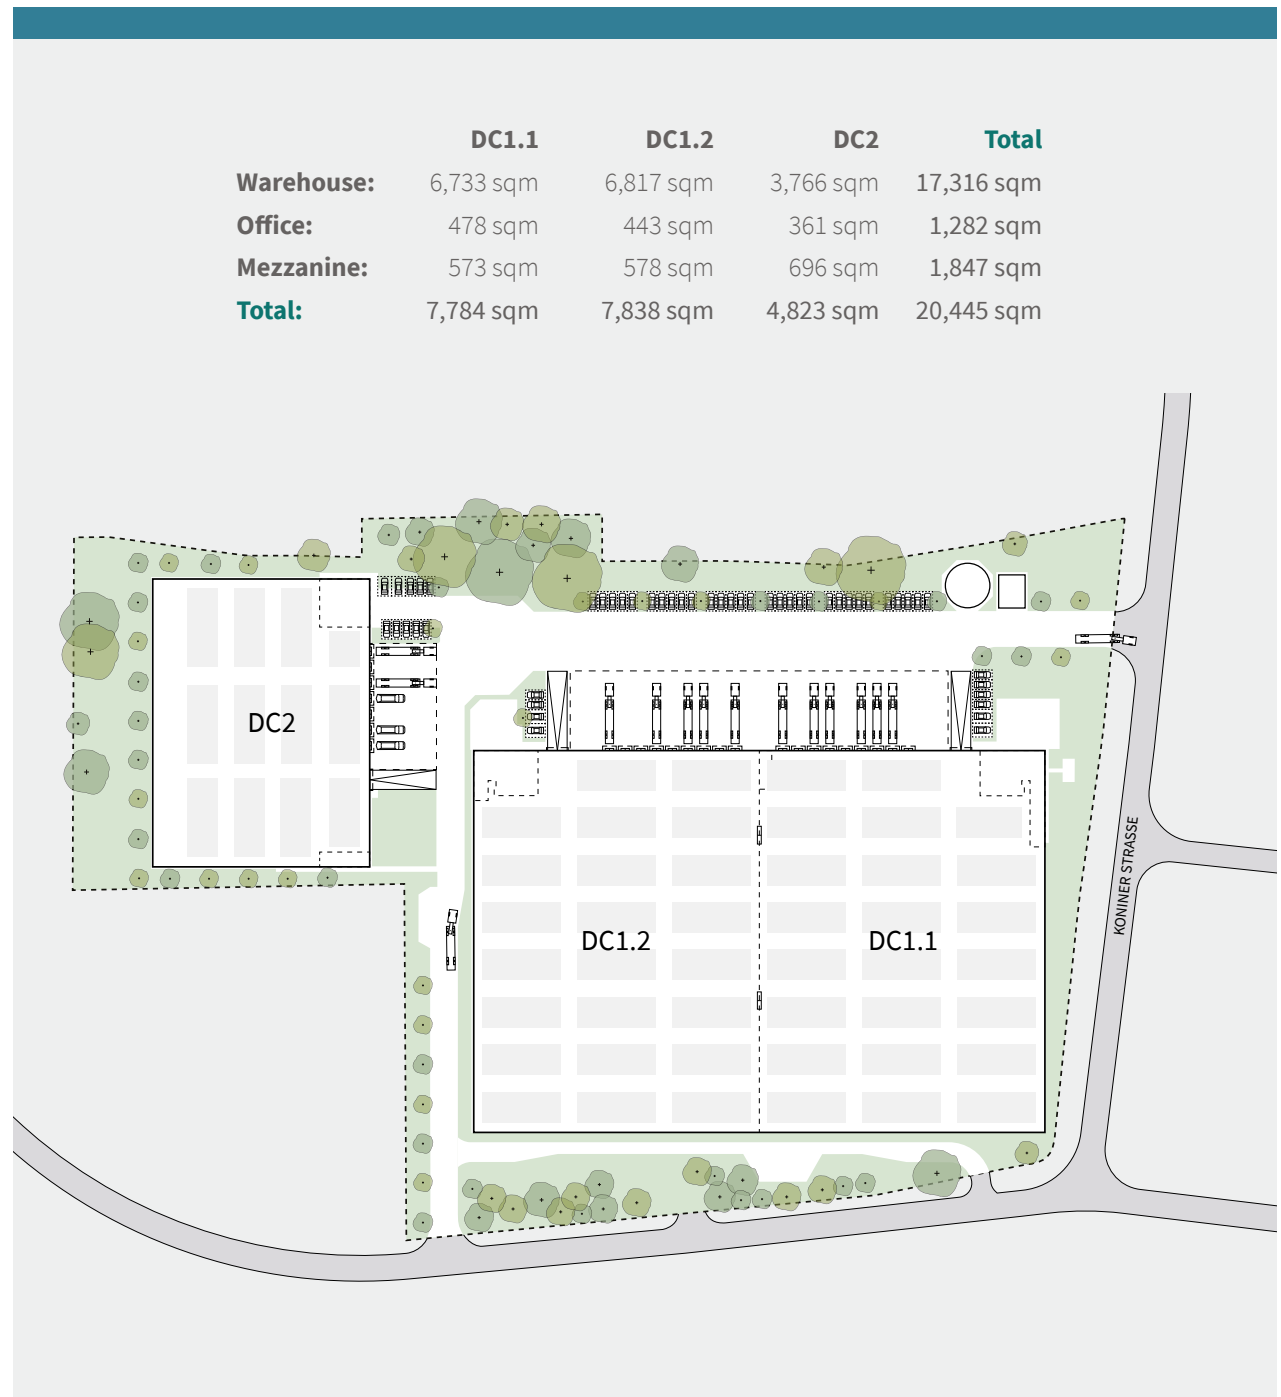 DC1.1 DC1.2 DC2 Total
Warehouse: 6,733 sqm 6,817 sqm 3,766 sqm 17,316 sqm
Office: 478 sqm 443 sqm 361 sqm 1,282 sqm
Mezzanine: 573 sqm 578 sqm 696 sqm 1,847 sqm
Total: 7,784 sqm 7,838 sqm 4,823 sqm 20,445 sqm
DC2
KONINER STRASSE
DC1.2
DC1.1